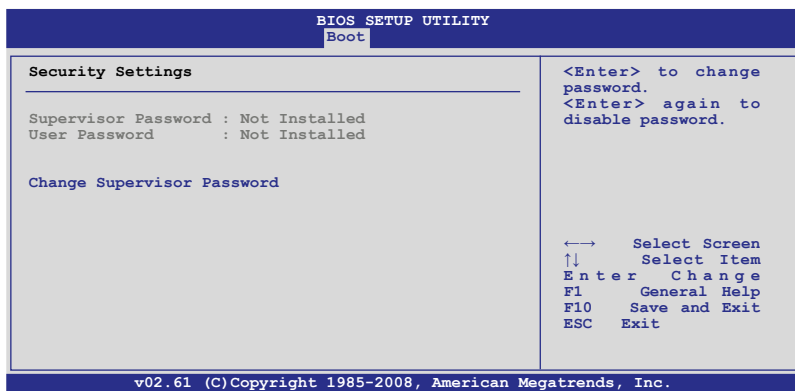 BIOS SETUP UTILITY
Boot
Security Settings
Supervisor Password : Not Installed
User Password : Not Installed
Change Supervisor Password
<Enter> to change
password.
<Enter> again to
disable password.
←→ Select Screen
↑↓ Select Item
Enter Change
F1 General Help
F10 Save and Exit
ESC Exit
v02.61 (C)Copyright 1985-2008, American Megatrends, Inc.